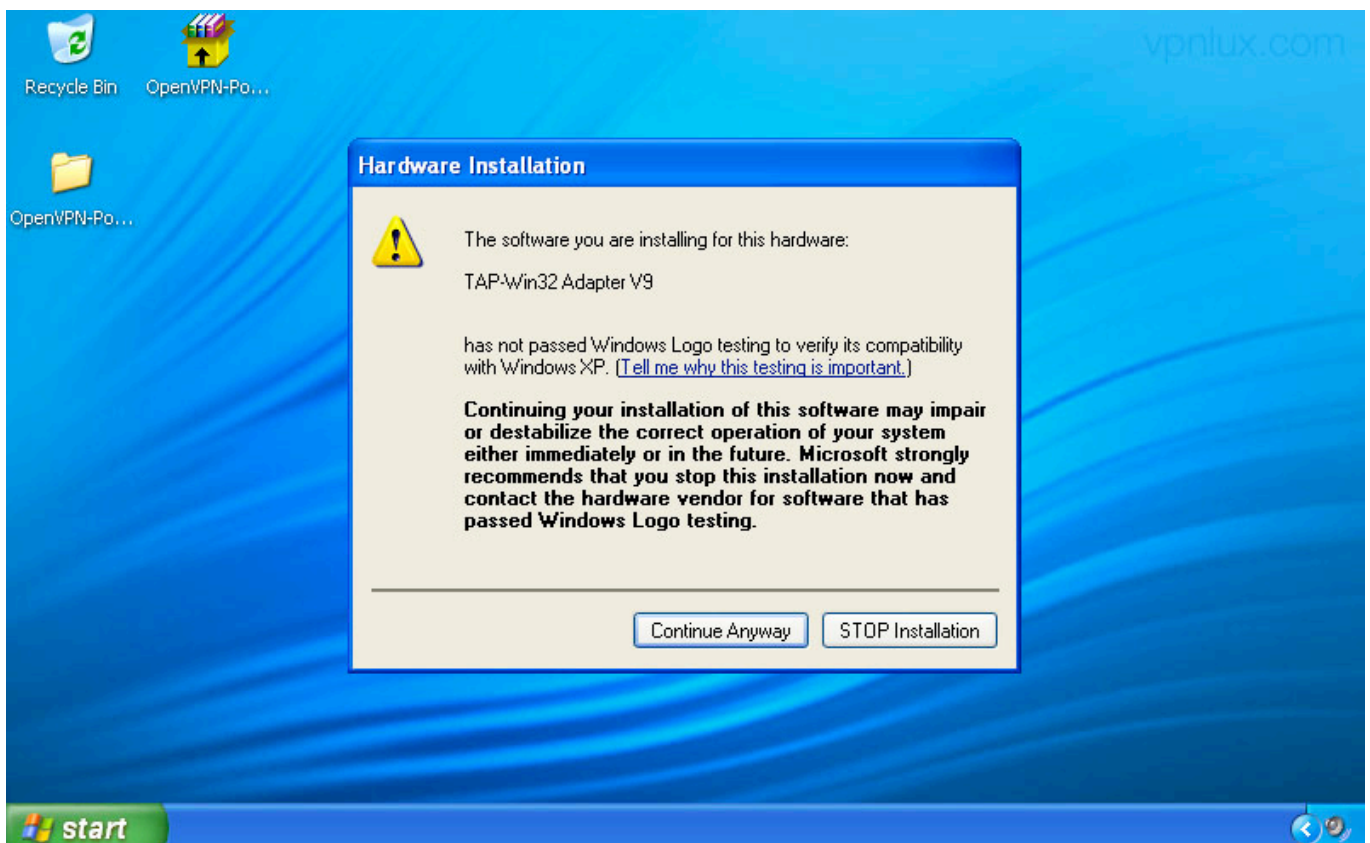 vpnlux.com
Recycle Bin
OpenVPN-Po...
OpenVPN-Po...
Hardware Installation
The software you are installing for this hardware:
TAP-Win32 Adapter V9
has not passed Windows Logo testing to verify its compatibility
with Windows XP. (Tell me why this testing is important.)
Continuing your installation of this software may impair
or destabilize the correct operation of your system
either immediately or in the future. Microsoft strongly
recommends that you stop this installation now and
contact the hardware vendor for software that has
passed Windows Logo testing.
Continue Anyway
STOP Installation
start